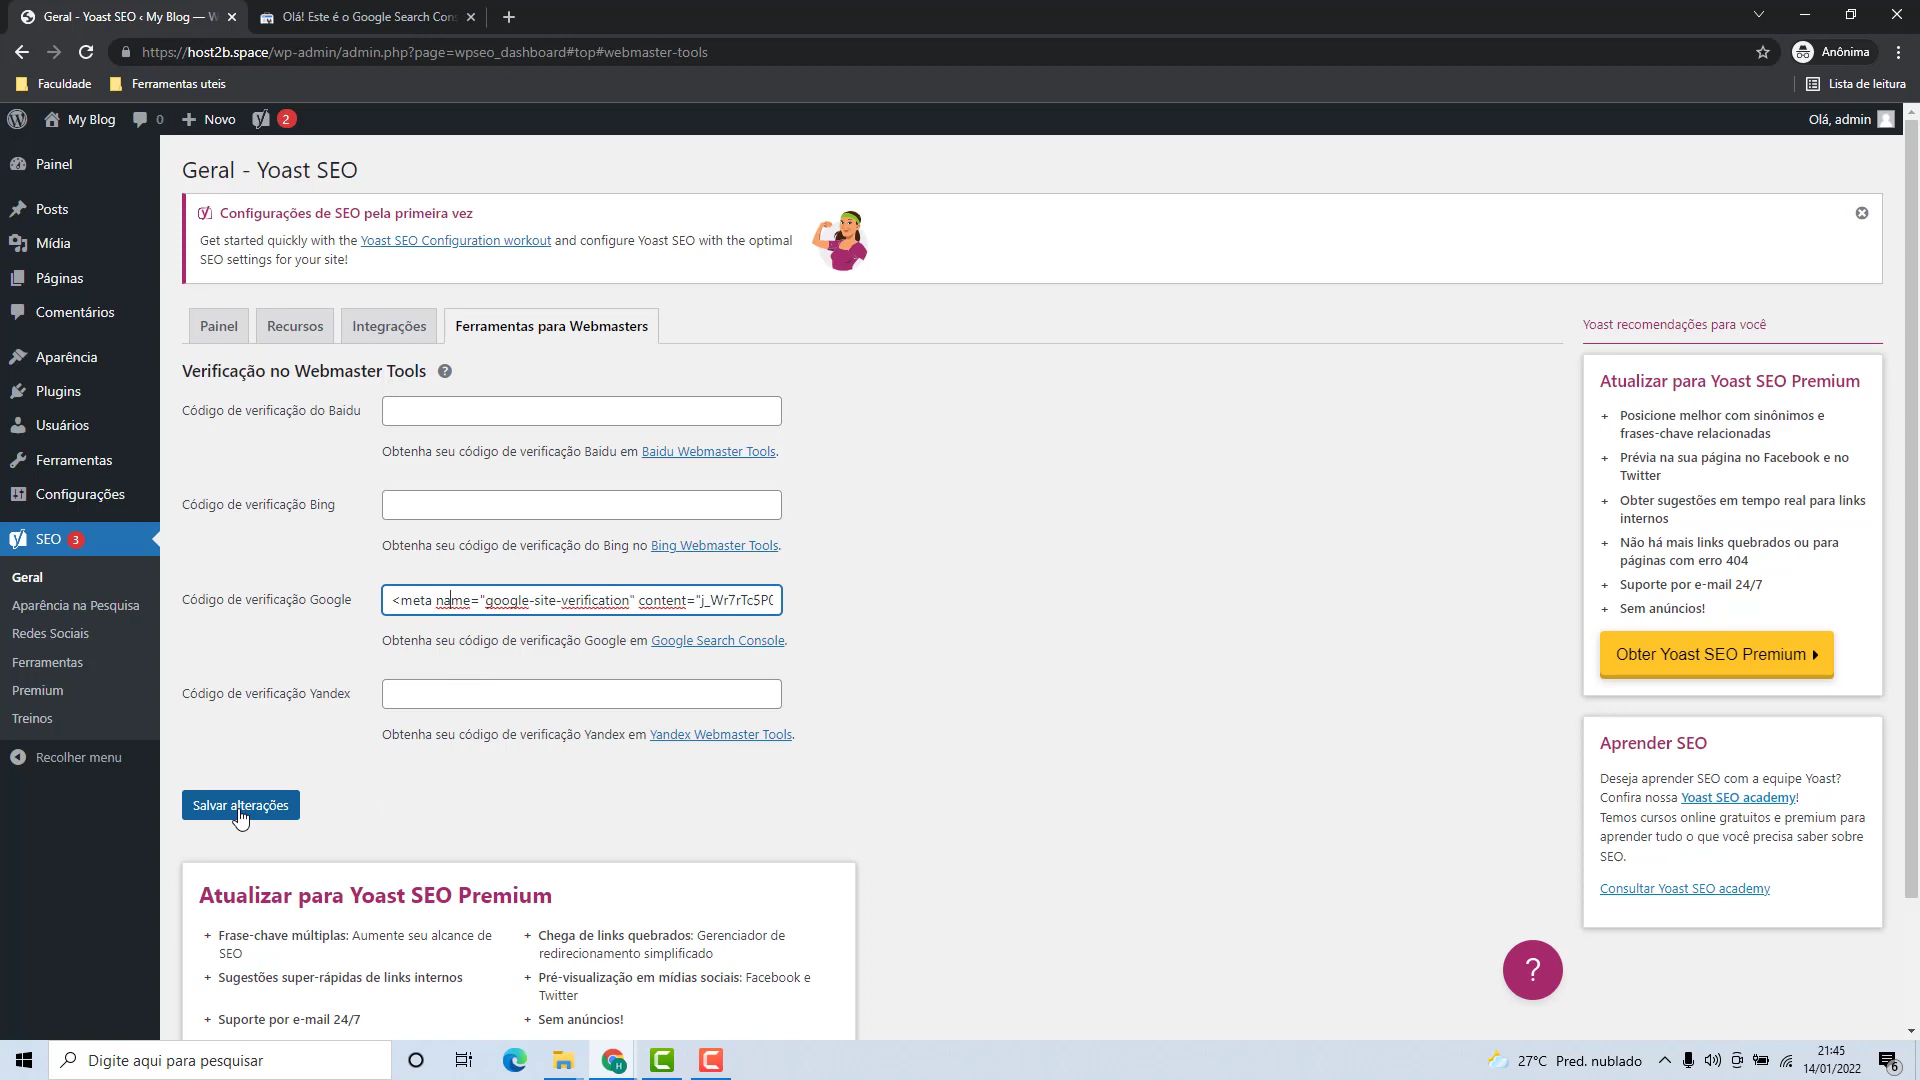 Geral - Yoast SEO ‹ My Blog — W
Olá! Este é o Google Search Con
https://host2b.space/wp-admin/admin.php?page=wpseo_dashboard#top#webmaster-tools
Anônima
Faculdade
Ferramentas uteis
Lista de leitura
My Blog
0
Novo
2
Olá, admin
Painel
Posts
Mídia
Páginas
Comentários
Aparência
Plugins
Usuários
Ferramentas
Configurações
SEO 3
Geral
Aparência na Pesquisa
Redes Sociais
Ferramentas
Premium
Treinos
Recolher menu
Geral - Yoast SEO
Configurações de SEO pela primeira vez
Get started quickly with the Yoast SEO Configuration workout and configure Yoast SEO with the optimal
SEO settings for your site!
Painel
Recursos
Integrações
Ferramentas para Webmasters
Verificação no Webmaster Tools ?
Código de verificação do Baidu
Obtenha seu código de verificação Baidu em Baidu Webmaster Tools.
Código de verificação Bing
Obtenha seu código de verificação do Bing no Bing Webmaster Tools.
Código de verificação Google
<meta name="google-site-verification" content="j_Wr7rTc5P(
Obtenha seu código de verificação Google em Google Search Console.
Código de verificação Yandex
Obtenha seu código de verificação Yandex em Yandex Webmaster Tools.
Salvar alterações
Atualizar para Yoast SEO Premium
+ Frase-chave múltiplas: Aumente seu alcance de
SEO
+ Sugestões super-rápidas de links internos
+ Suporte por e-mail 24/7
+ Chega de links quebrados: Gerenciador de
redirecionamento simplificado
+ Pré-visualização em mídias sociais: Facebook e
Twitter
+ Sem anúncios!
Yoast recomendações para você
Atualizar para Yoast SEO Premium
+ Posicione melhor com sinônimos e
frases-chave relacionadas
+ Prévia na sua página no Facebook e no
Twitter
+ Obter sugestões em tempo real para links
internos
+ Não há mais links quebrados ou para
páginas com erro 404
+ Suporte por e-mail 24/7
+ Sem anúncios!
Obter Yoast SEO Premium
Aprender SEO
Deseja aprender SEO com a equipe Yoast?
Confira nossa Yoast SEO academy!
Temos cursos online gratuitos e premium para
aprender tudo o que você precisa saber sobre
SEO.
Consultar Yoast SEO academy
?
Digite aqui para pesquisar
27°C Pred. nublado
21:45
14/01/2022
6